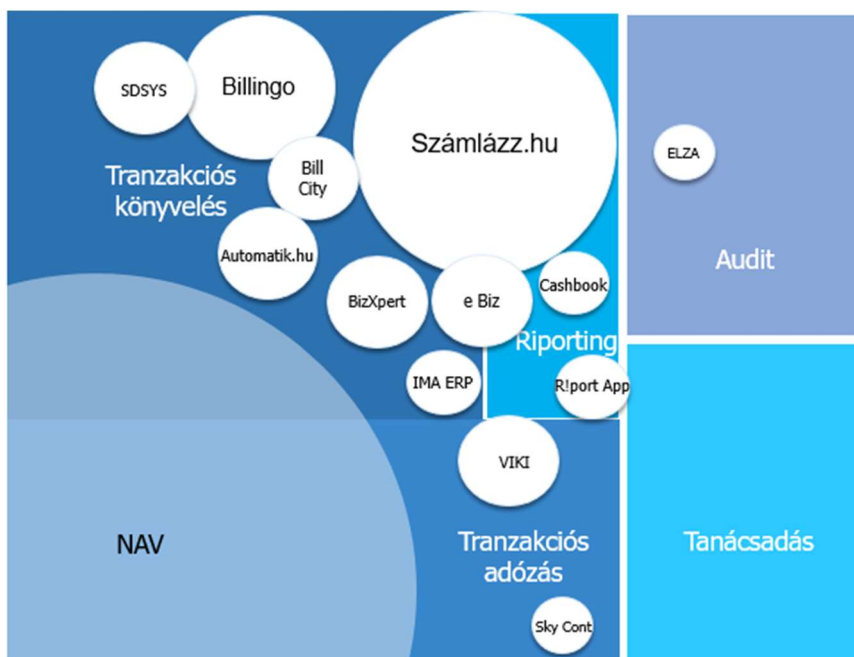 SDSYS
Billingo
Számlázz.hu
Bill
City
Tranzakciós
könyvelés
Automatik.hu
BizXpert
e Biz
Cashbook
Riporting
IMA ERP
R!port App
ELZA
Audit
NAV
VIKI
Tranzakciós
adózás
Sky Cont
Tanácsadás